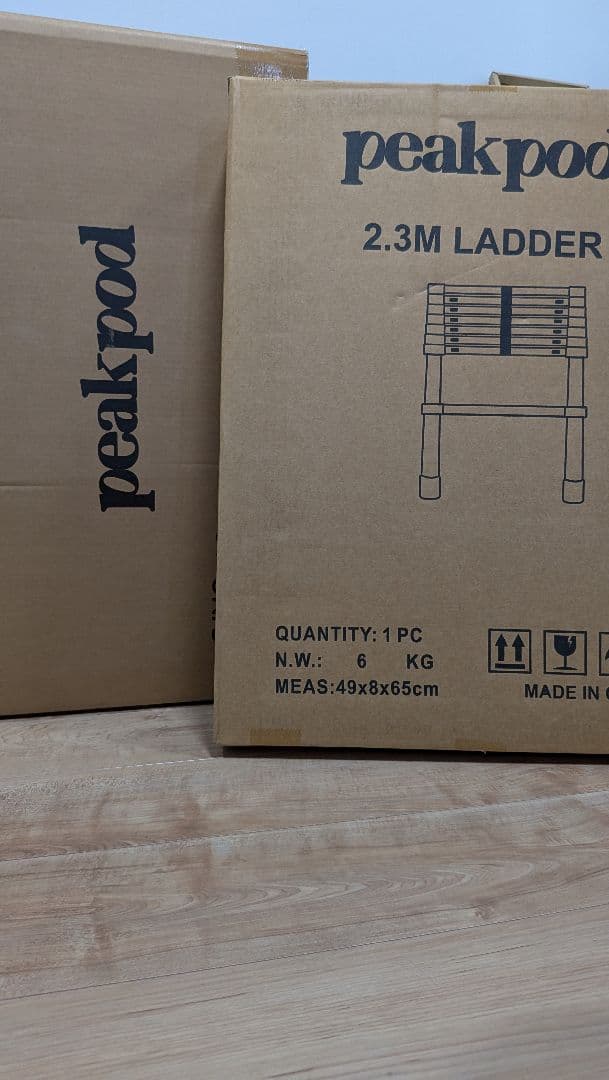 peakpod
peakpod
2.3M LADDER
QUANTITY: 1 PC
N.W.: 6 KG
MEAS:49x8x65cm
MADE IN